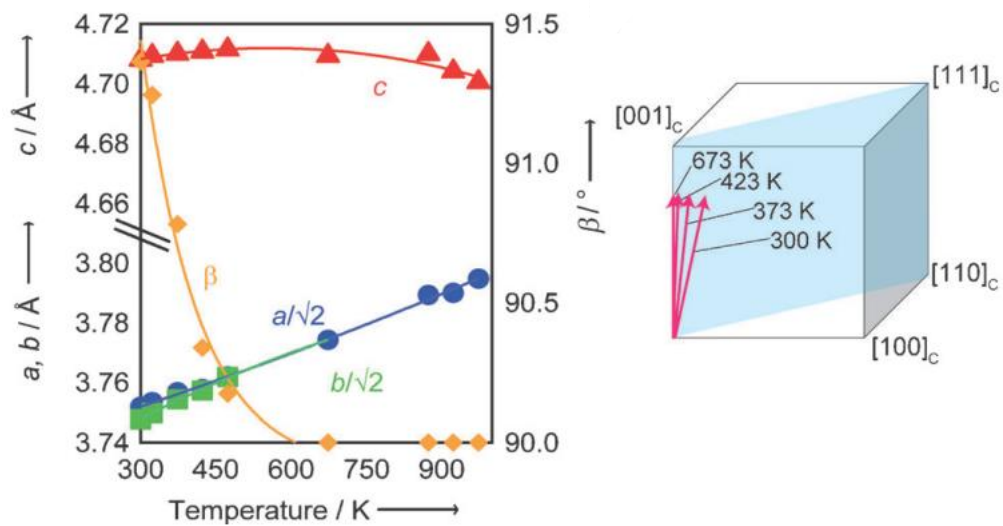 4.72
4.70
4.68
4.66
3.80
3.78
3.76
3.74
c / Å
a, b / Å
300
450
600
750
900
Temperature / K
91.5
91.0
90.5
90.0
β/°
c
β
a/√2
b/√2
[001]C
[111]C
673 K
423 K
373 K
300 K
[110]C
[100]C